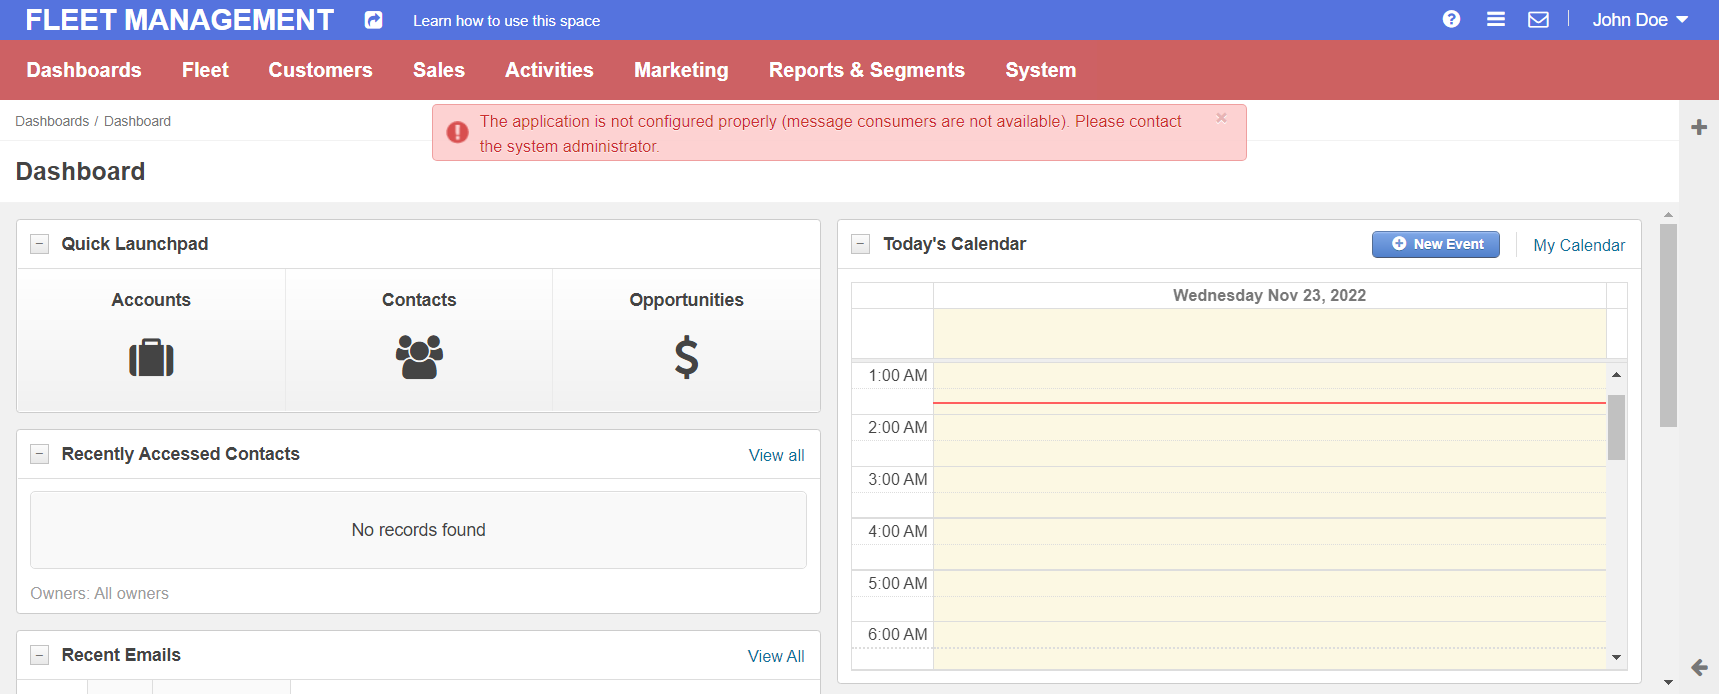 FLEET MANAGEMENT
Learn how to use this space
John Doe
Dashboards
Fleet
Customers
Sales
Activities
Marketing
Reports & Segments
System
Dashboards / Dashboard
The application is not configured properly (message consumers are not available). Please contact
the system administrator.
×
Dashboard
Quick Launchpad
Accounts
Contacts
Opportunities
Recently Accessed Contacts
View all
No records found
Owners: All owners
Recent Emails
View All
Today's Calendar
New Event
My Calendar
Wednesday Nov 23, 2022
1:00 AM
2:00 AM
3:00 AM
4:00 AM
5:00 AM
6:00 AM